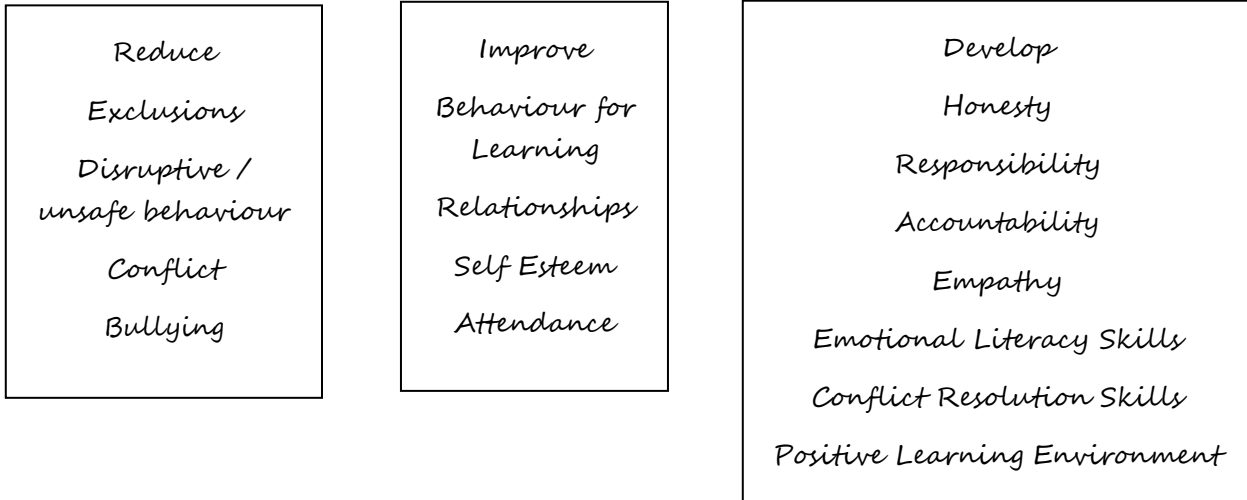 Reduce
Exclusions
Disruptive /
unsafe behaviour
Conflict
Bullying
Improve
Behaviour for
Learning
Relationships
Self Esteem
Attendance
Develop
Honesty
Responsibility
Accountability
Empathy
Emotional Literacy Skills
Conflict Resolution Skills
Positive Learning Environment